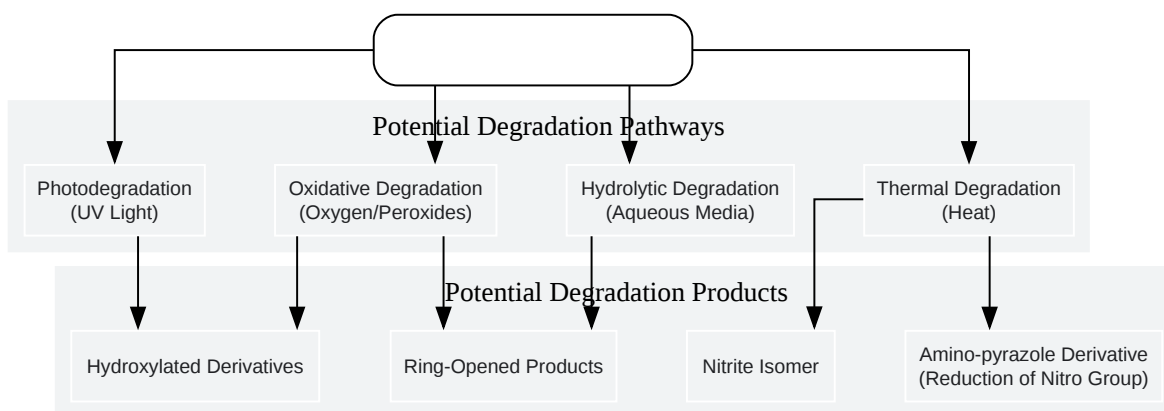 Potential Degradation Pathways
Photodegradation
(UV Light)
Oxidative Degradation
(Oxygen/Peroxides)
Hydrolytic Degradation
(Aqueous Media)
Thermal Degradation
(Heat)
Potential Degradation Products
Hydroxylated Derivatives
Ring-Opened Products
Nitrite Isomer
Amino-pyrazole Derivative
(Reduction of Nitro Group)